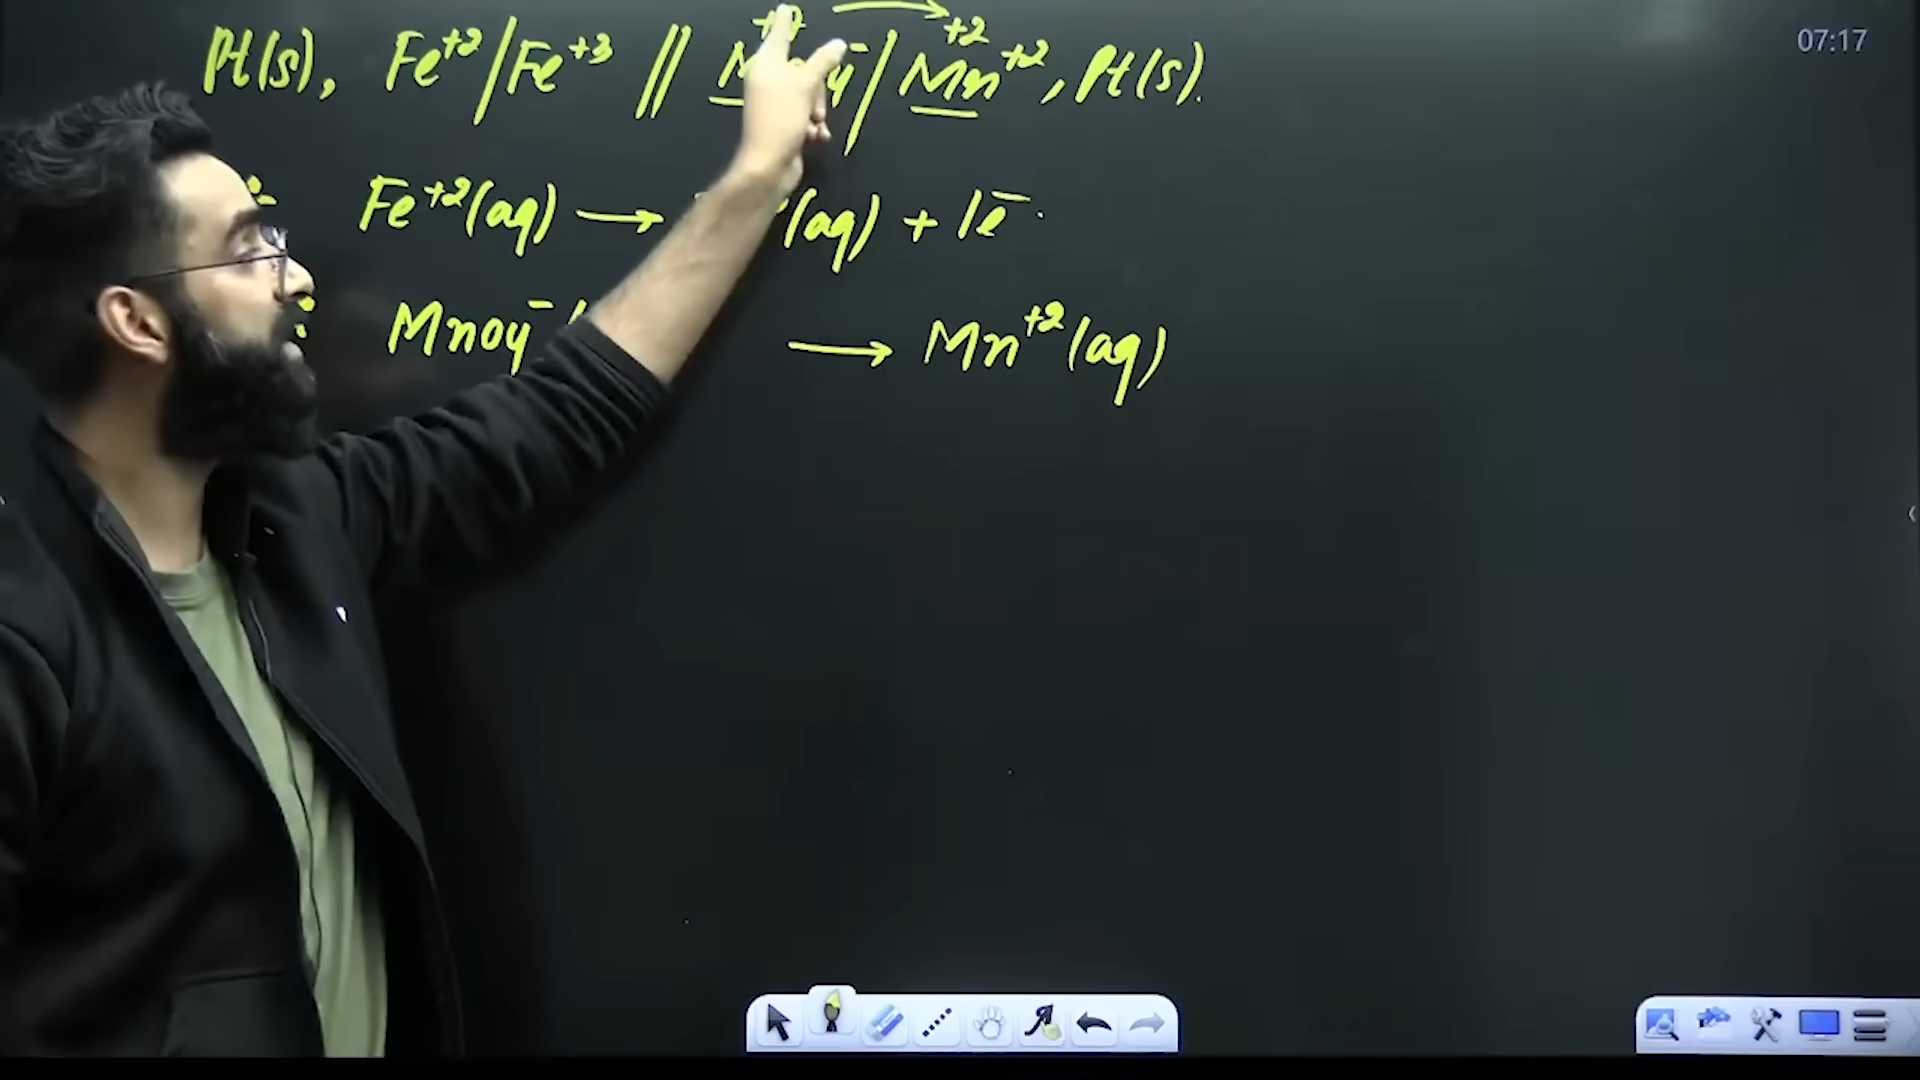 07:17
Pt(s), Fe+2/Fe+3 // +2 / Mn+2, Pt(s).
Fe+2(aq) → (aq) + 1e-.
MnO4- → Mn+2(aq)